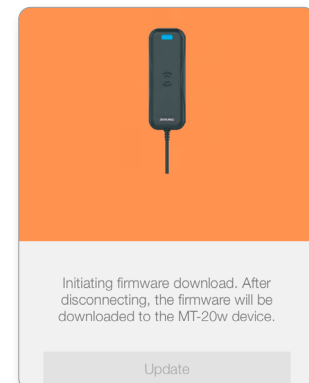 Initiating firmware download. After
disconnecting, the firmware will be
downloaded to the MT-20w device.
Update